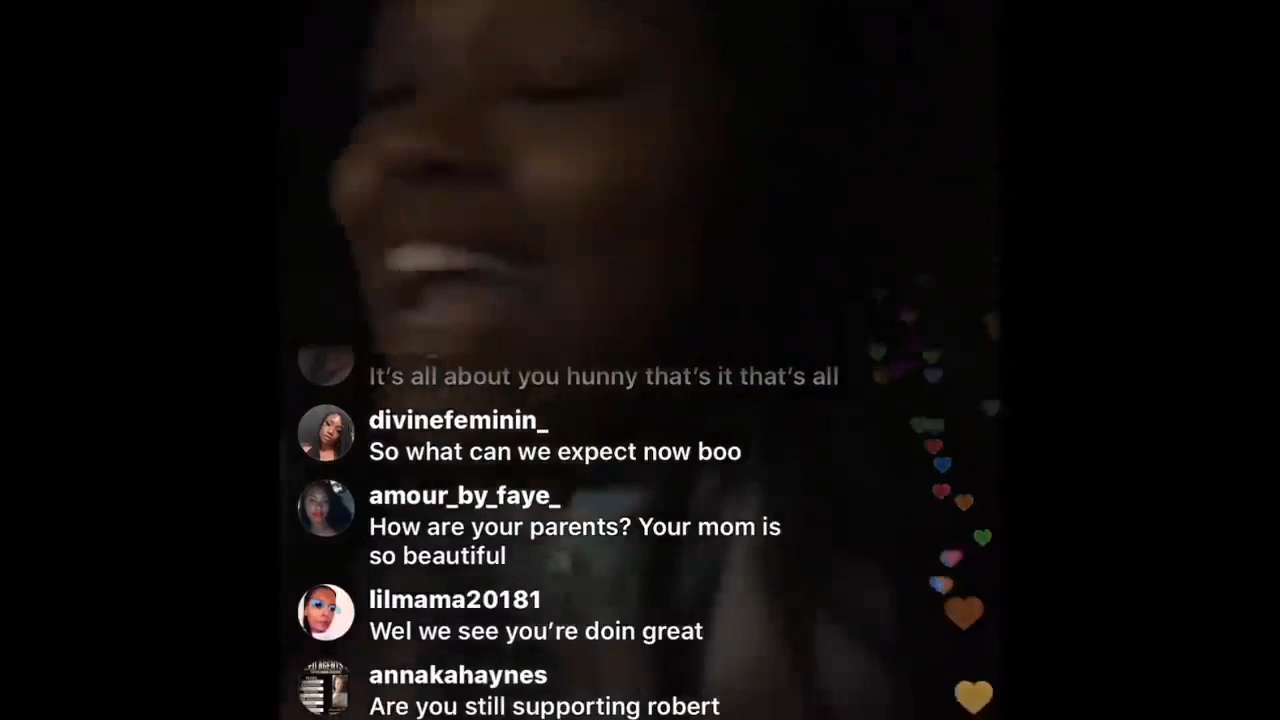 It’s all about you hunny that’s it that’s all
divinefeminin_
So what can we expect now boo
amour_by_faye_
How are your parents? Your mom is
so beautiful
lilmama20181
Wel we see you’re doin great
annakahaynes
Are you still supporting robert